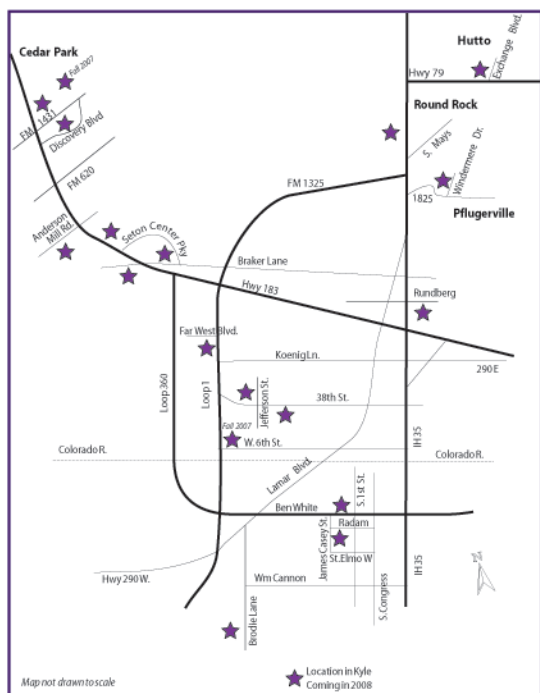 Cedar Park
Fall 2007
Hutto
Exchange Blvd.
Hwy 79
FM 1431
Discovery Blvd
Round Rock
S. Mays
Windermere Dr.
FM 620
FM 1325
1825
Pflugerville
Anderson
Mill Rd.
Seton Center Pky
Braker Lane
Hwy 183
Rundberg
Far West Blvd.
Koenig Ln.
290 E
Loop 360
Loop 1
Jefferson St.
38th St.
Fall 2007
W. 6th St.
IH 35
Colorado R.
Colorado R.
Lamar Blvd.
S. 1st St.
Ben White
James Casey St.
Radam
St. Elmo W
Hwy 290 W.
Wm Cannon
S. Congress
IH 35
Brodie Lane
Location in Kyle
Coming in 2008
Map not drawn to scale